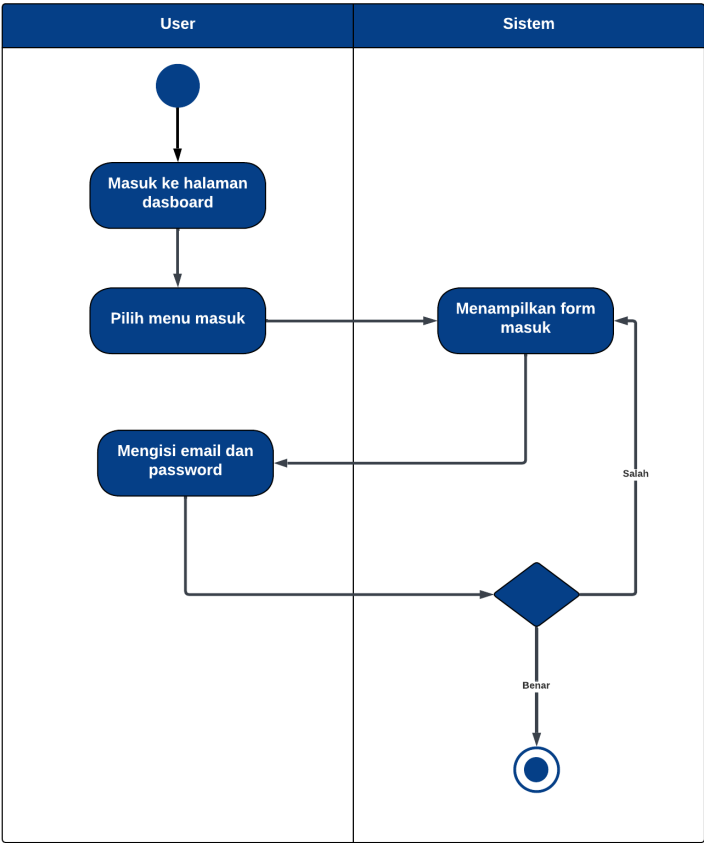 User
Sistem
Masuk ke halaman
dasboard
Pilih menu masuk
Menampilkan form
masuk
Mengisi email dan
password
Salah
Benar